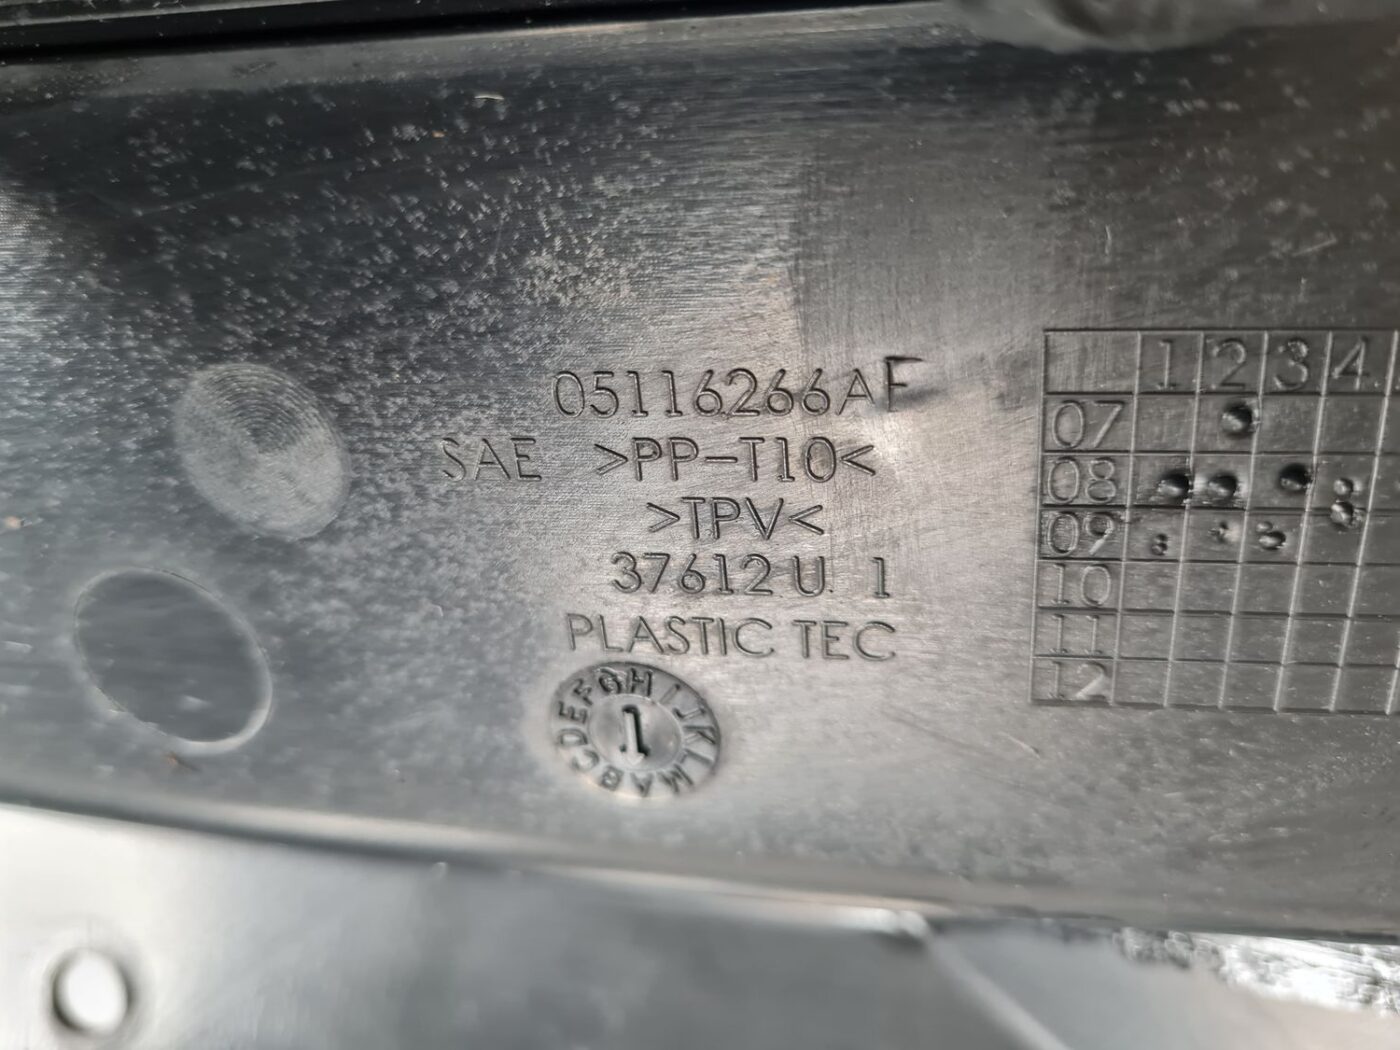 05116266AF
SAE >PP-T10<
>TPV<
37612 U 1
PLASTIC TEC
ABCDEFGHIJKLM
1
1 2 3 4
07
08
09
10
11
12